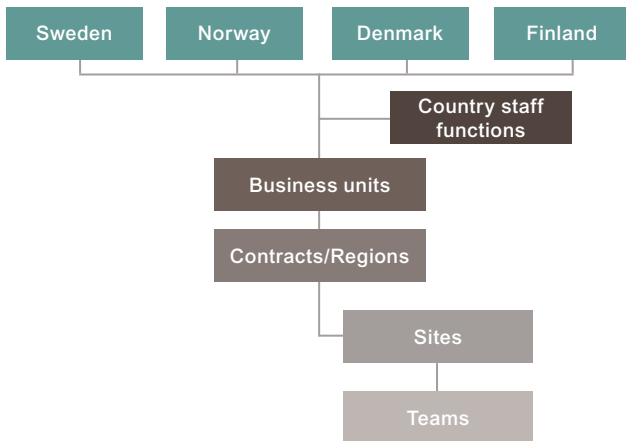 Sweden
Norway
Denmark
Finland
Country staff
functions
Business units
Contracts/Regions
Sites
Teams